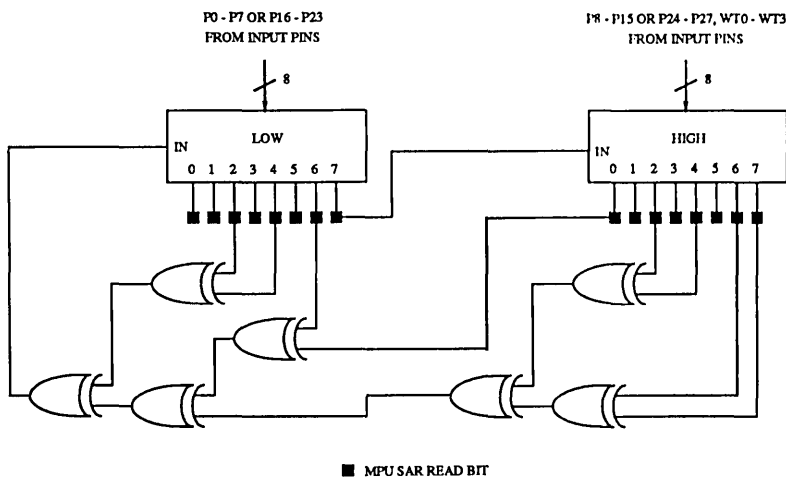 P0 - P7 OR P16 - P23
FROM INPUT PINS
8
LOW
IN
0 1 2 3 4 5 6 7
P8 - P15 OR P24 - P27, WT0 - WT3
FROM INPUT PINS
8
HIGH
IN
0 1 2 3 4 5 6 7
MPU SAR READ BIT